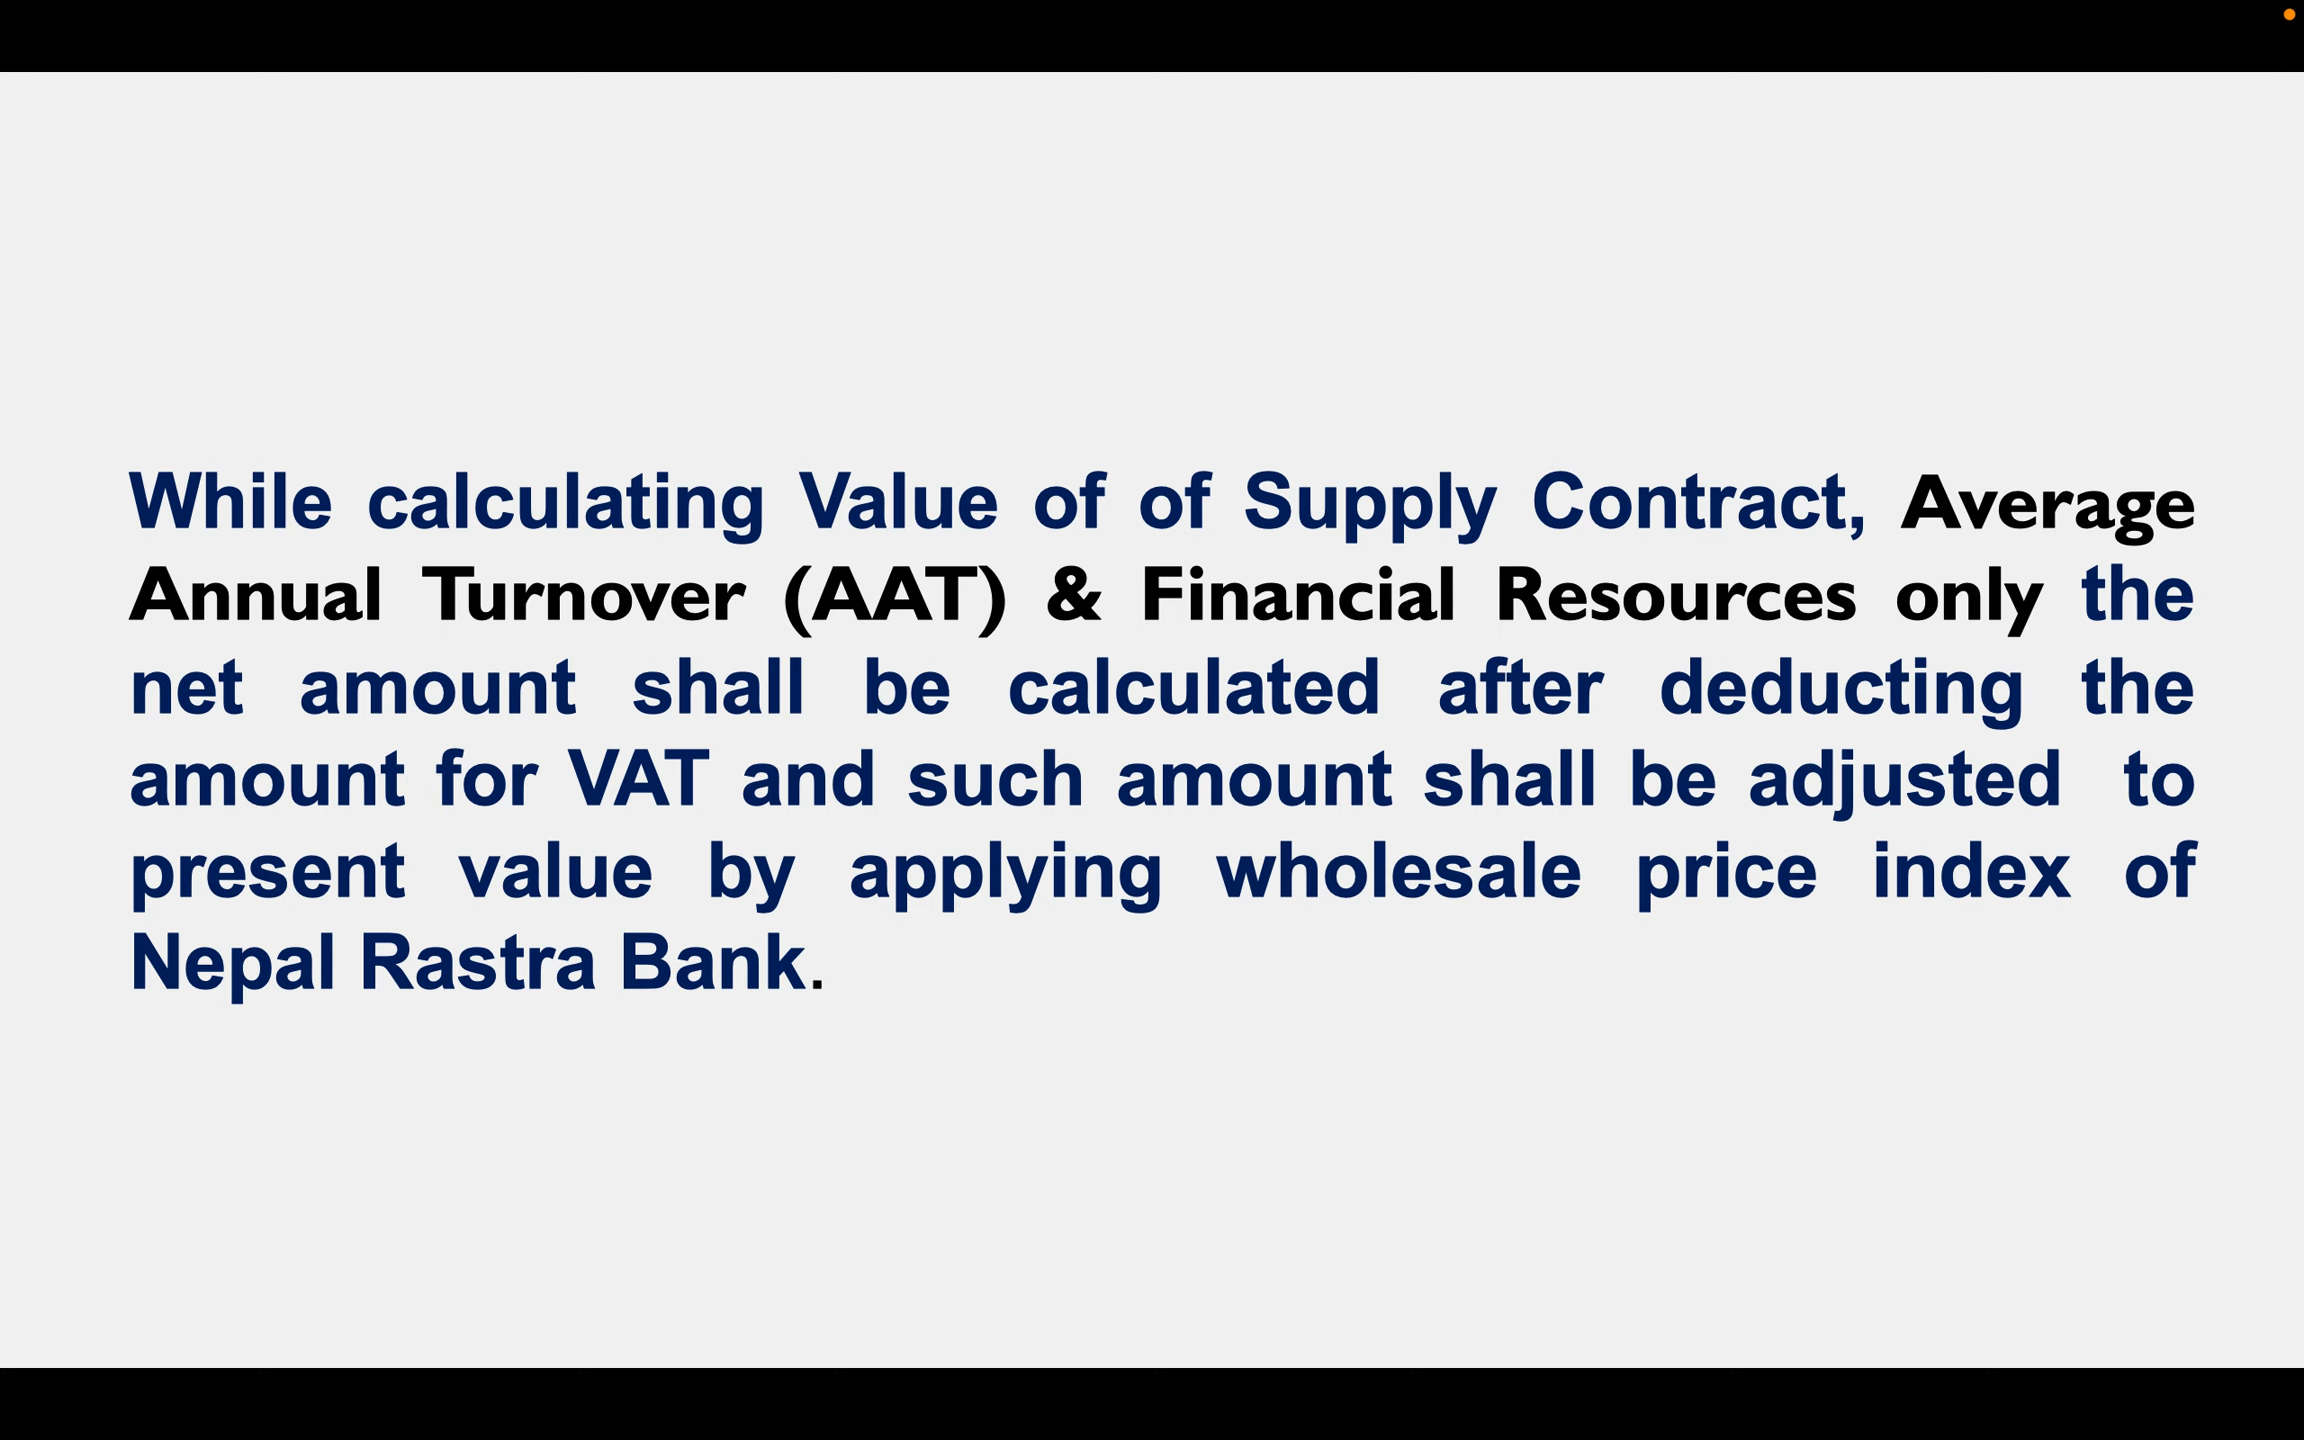 While calculating Value of of Supply Contract, Average
Annual Turnover (AAT) & Financial Resources only the
net amount shall be calculated after deducting the
amount for VAT and such amount shall be adjusted to
present value by applying wholesale price index of
Nepal Rastra Bank.